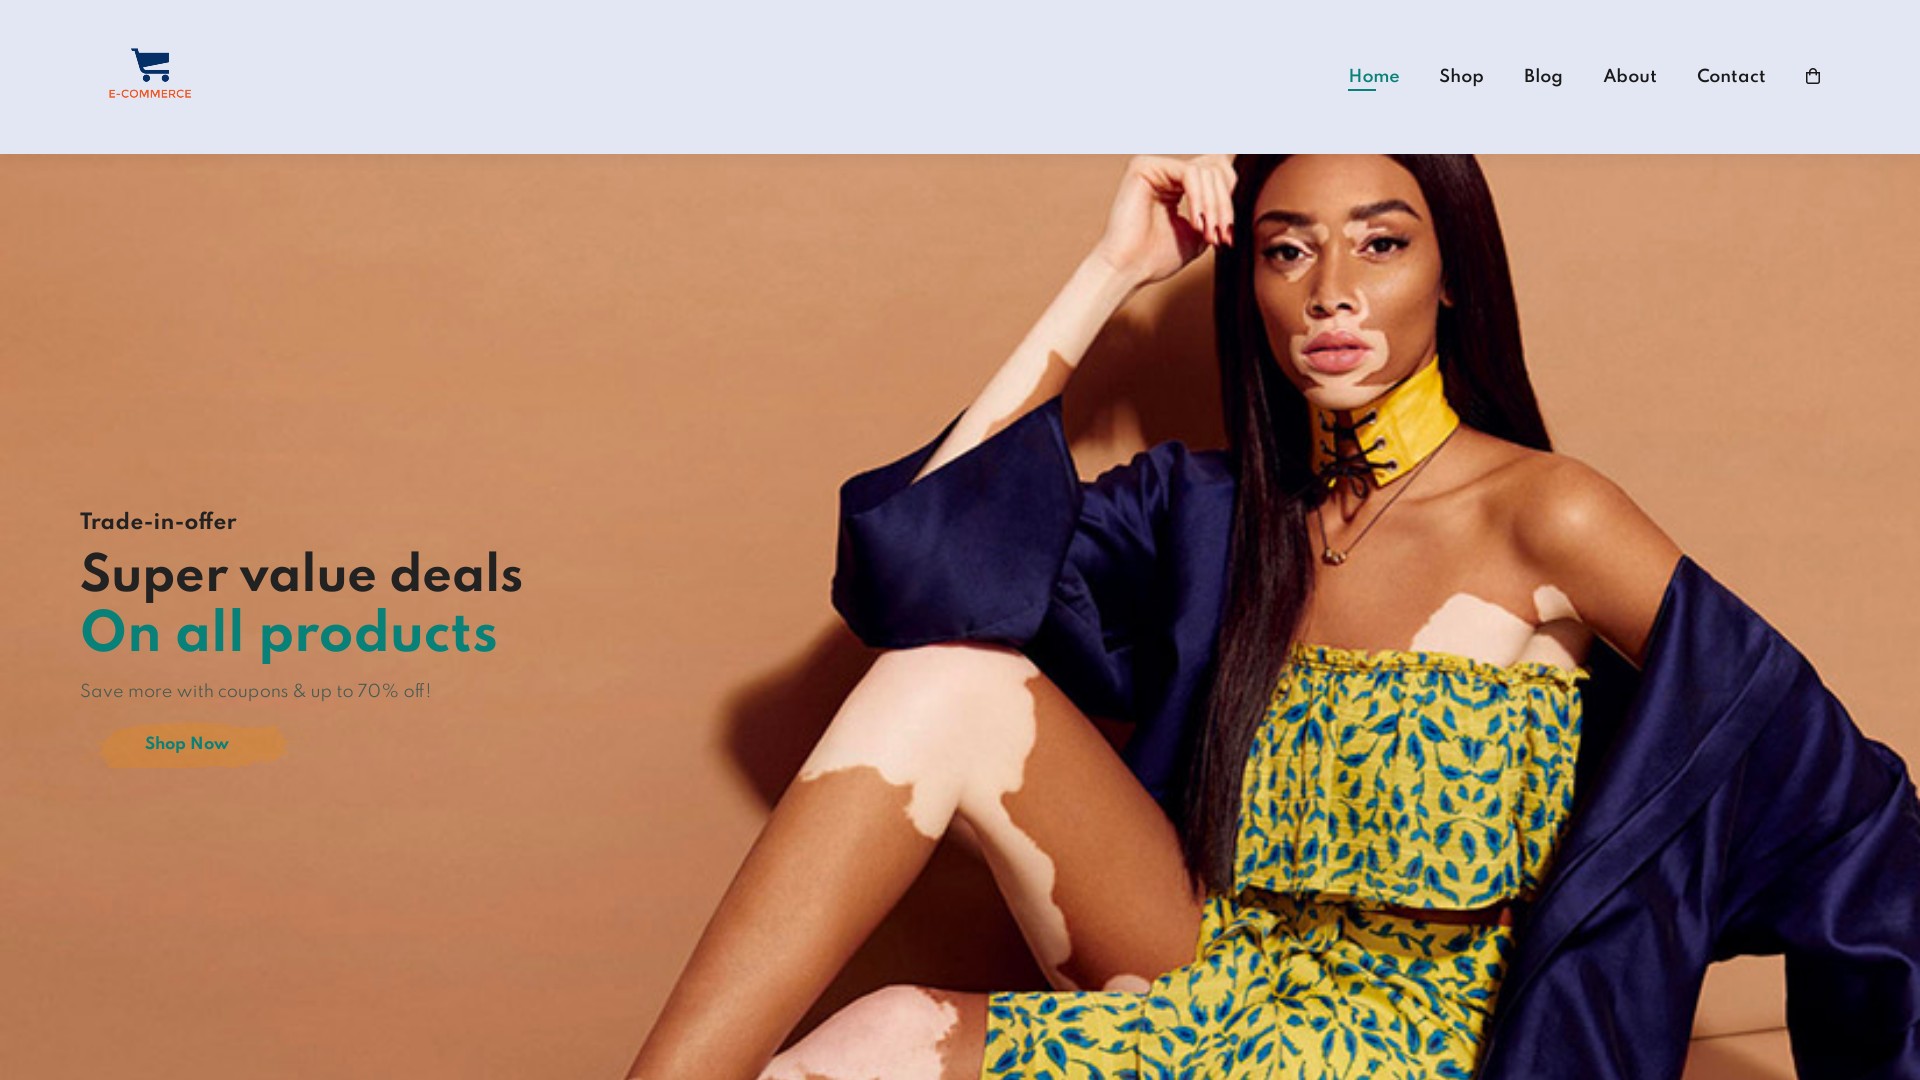 E-COMMERCE
Home Shop Blog About Contact
Trade-in-offer
Super value deals
On all products
Save more with coupons & up to 70% off!
Shop Now